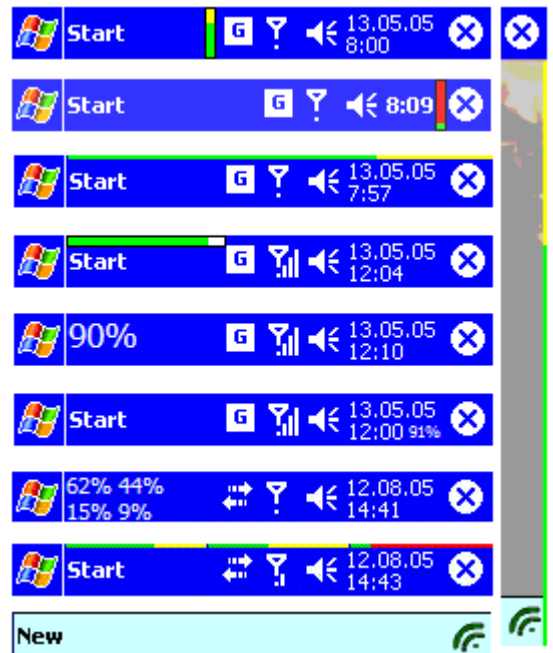 Start G 13.05.05
8:00
Start G 8:09
Start G 13.05.05
7:57
Start G 13.05.05
12:04
90% G 13.05.05
12:10
Start G 13.05.05
12:00 91%
62% 44% 12.08.05
15% 9% 14:41
Start 12.08.05
14:43
New